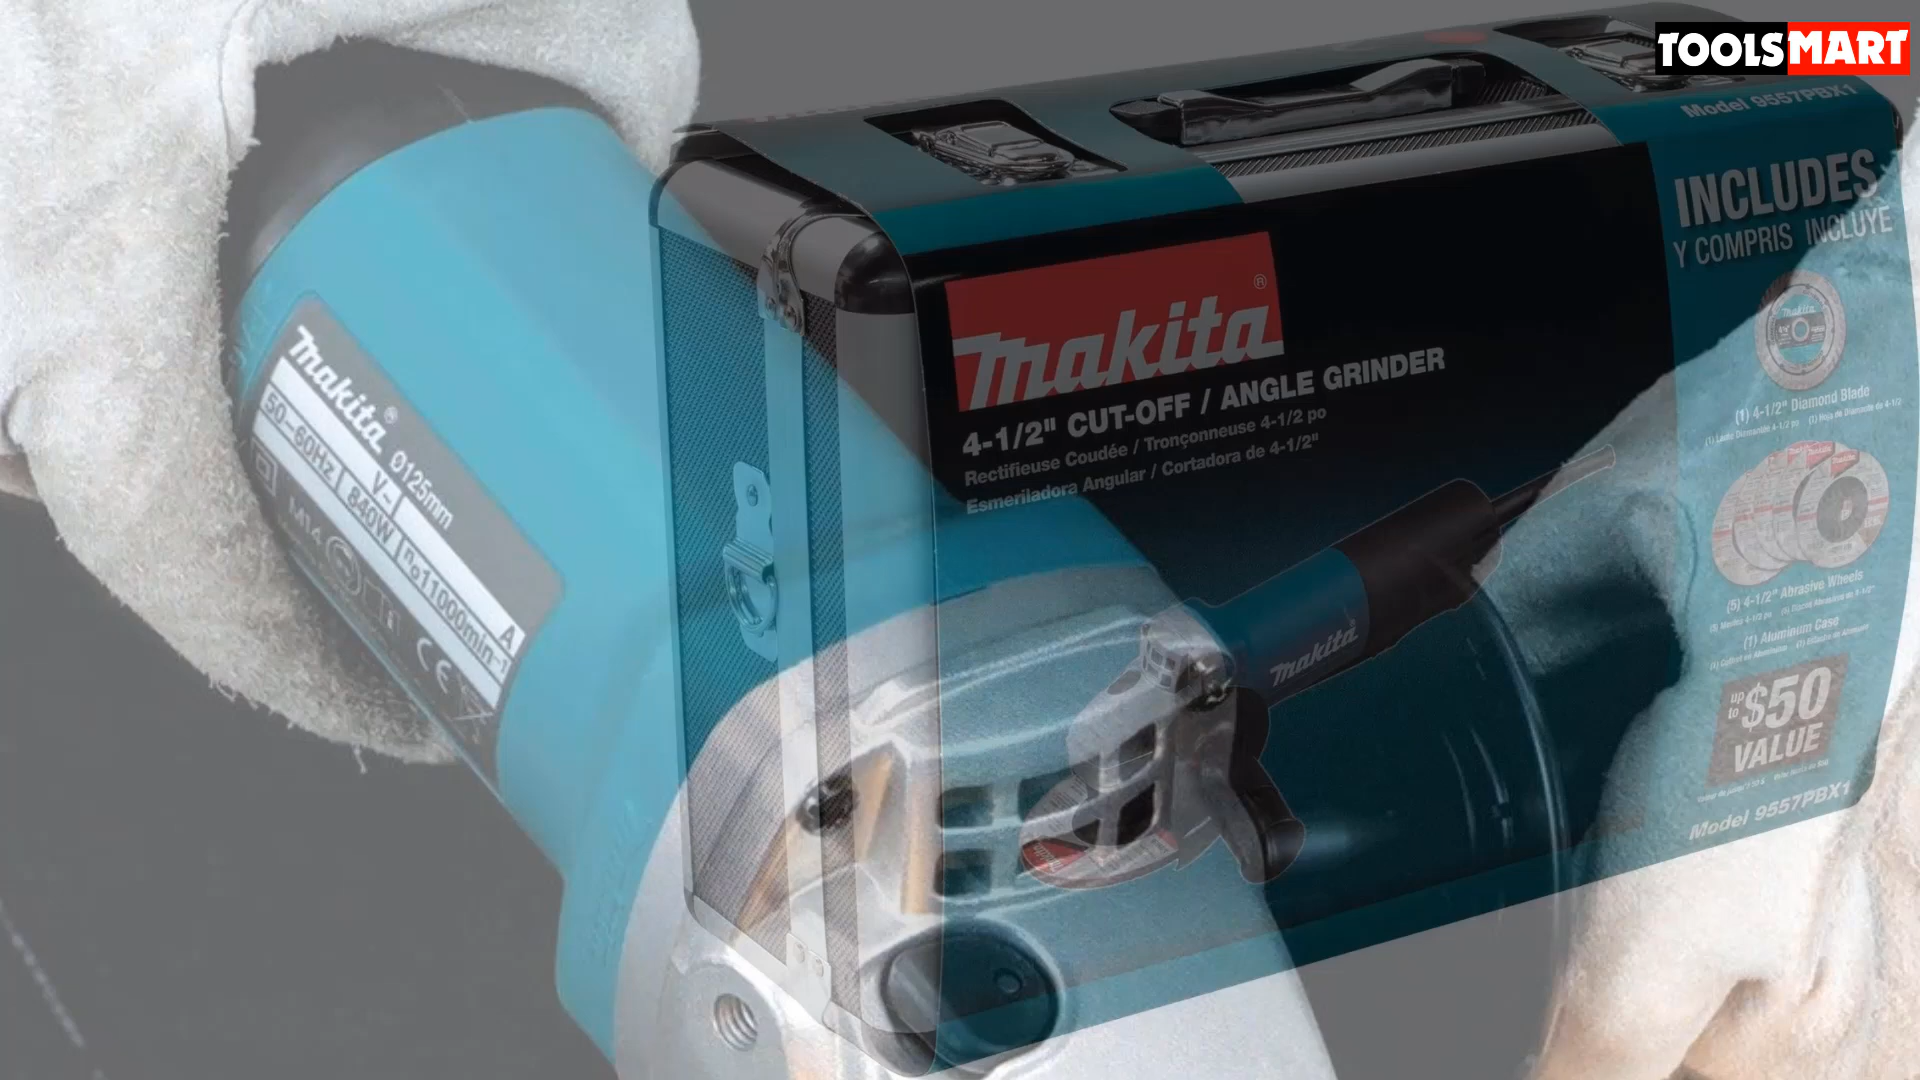 TOOLSMART
Model 9557PBX1
INCLUDES
Y COMPRIS INCLUYE
Makita®
4-1/2" CUT-OFF / ANGLE GRINDER
Rectifieuse Coudée / Tronçonneuse 4-1/2 po
Esmeriladora Angular / Cortadora de 4-1/2"
Makita
(1) 4-1/2" Diamond Blade
(5) 4-1/2" Abrasive Wheels
(1) Aluminum Case
up to $50
VALUE
Model 9557PBX1
Makita®
Makita® Ø125mm
50~60Hz V~ A
840W n₀11000min⁻¹
M14
CE